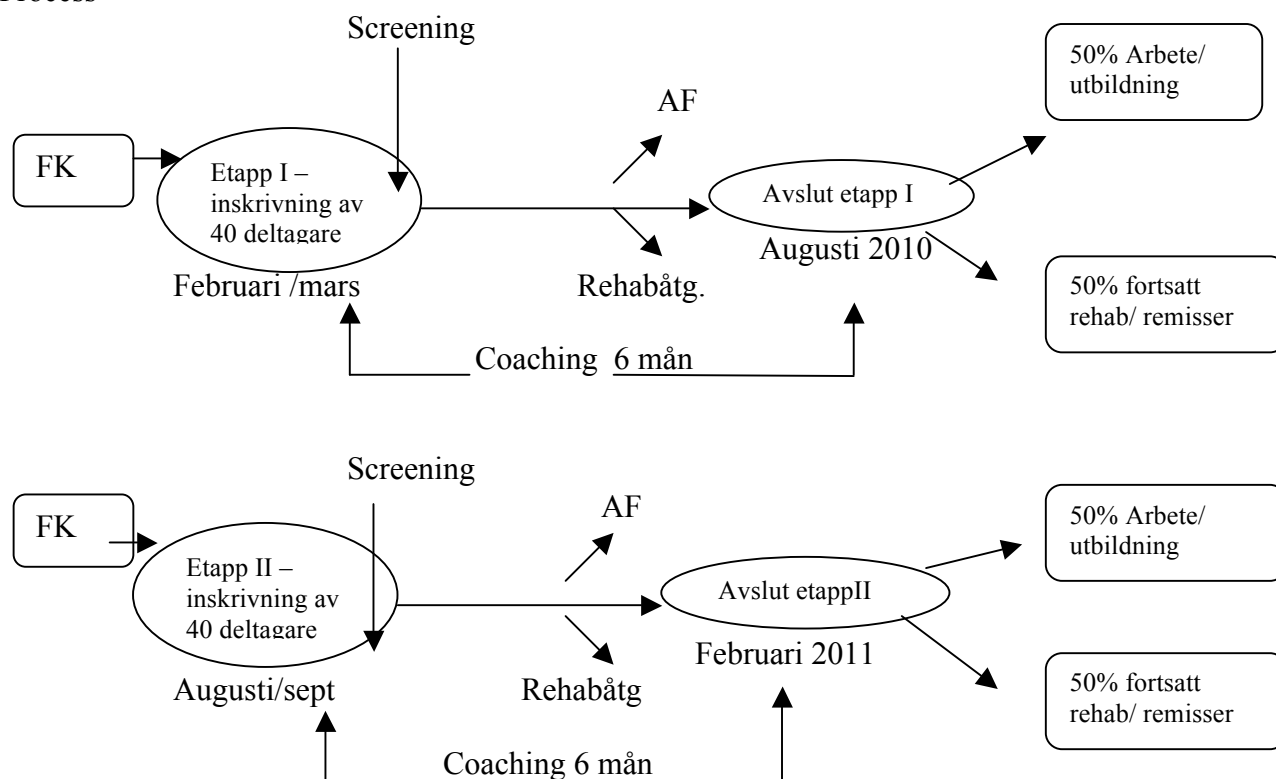 Process
Screening
50% Arbete/
utbildning
AF
FK
Etapp I –
inskrivning av
40 deltagare
Avslut etapp I
Augusti 2010
Februari /mars
Rehabåtg.
50% fortsatt
rehab/ remisser
Coaching 6 mån
Screening
50% Arbete/
utbildning
AF
FK
Etapp II –
inskrivning av
40 deltagare
Avslut etappII
Februari 2011
Augusti/sept
Rehabåtg
50% fortsatt
rehab/ remisser
Coaching 6 mån